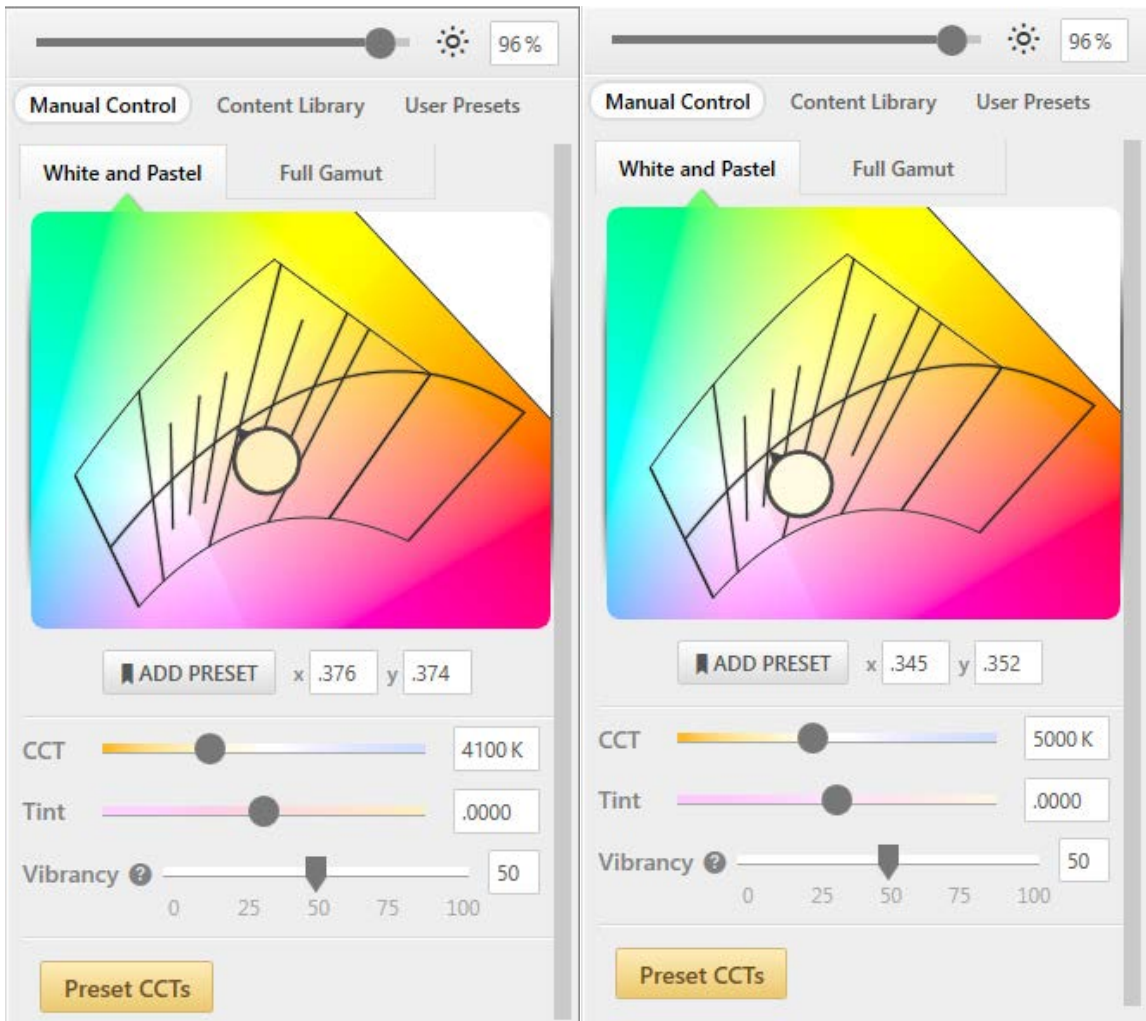 96 %
Manual Control Content Library User Presets
White and Pastel Full Gamut
ADD PRESET x .376 y .374
CCT 4100 K
Tint .0000
Vibrancy ? 50
0 25 50 75 100
Preset CCTs
96 %
Manual Control Content Library User Presets
White and Pastel Full Gamut
ADD PRESET x .345 y .352
CCT 5000 K
Tint .0000
Vibrancy ? 50
0 25 50 75 100
Preset CCTs